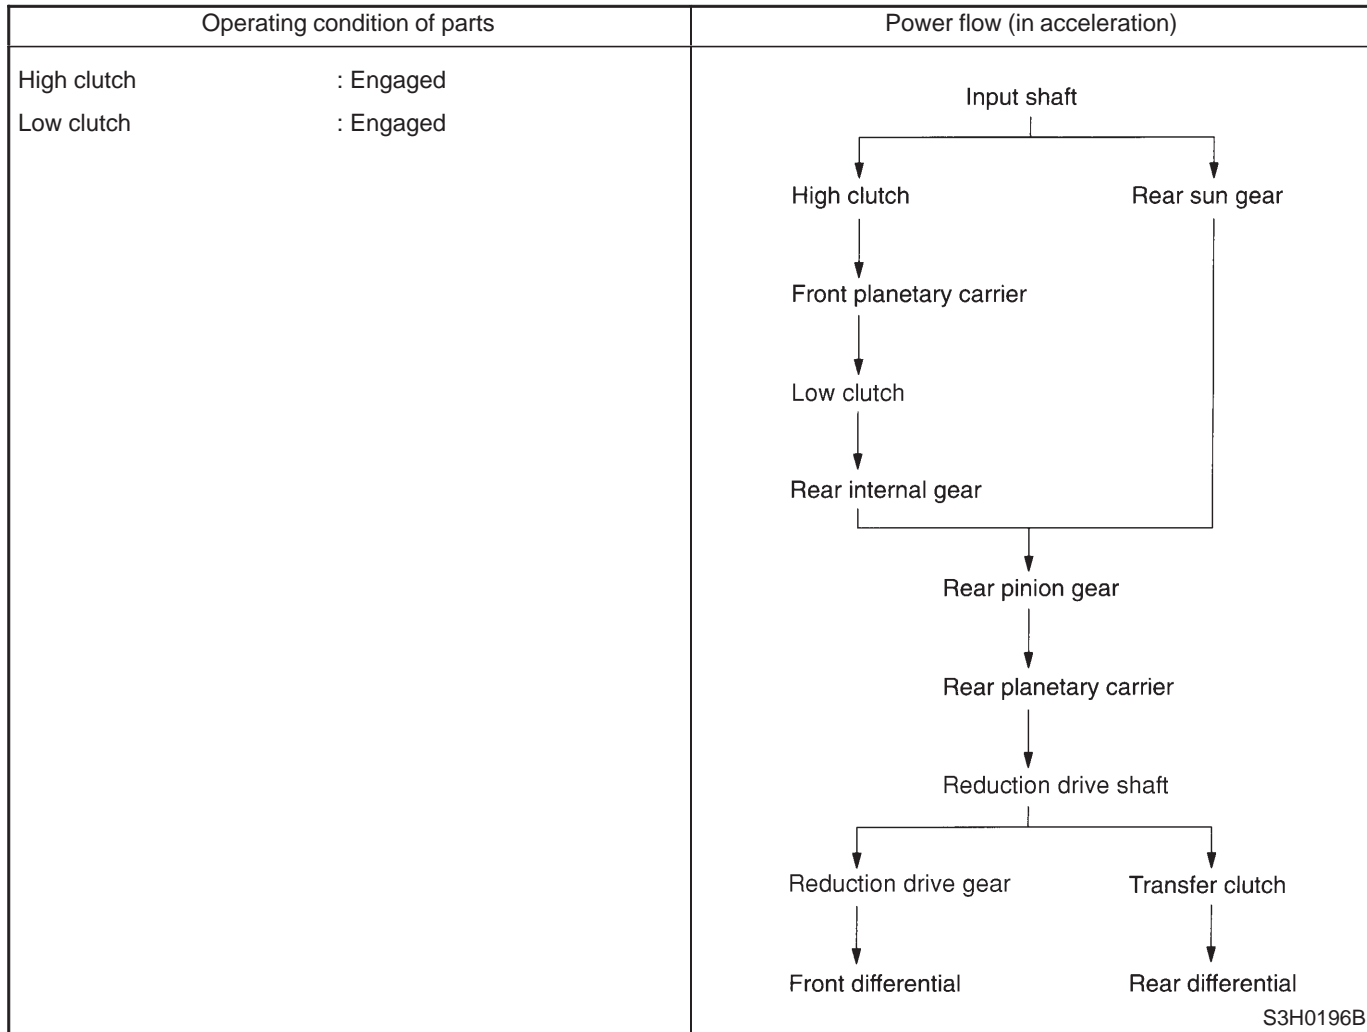 Operating condition of parts
Power flow (in acceleration)
High clutch : Engaged
Low clutch : Engaged
Input shaft
High clutch
Rear sun gear
Front planetary carrier
Low clutch
Rear internal gear
Rear pinion gear
Rear planetary carrier
Reduction drive shaft
Reduction drive gear
Transfer clutch
Front differential
Rear differential
S3H0196B